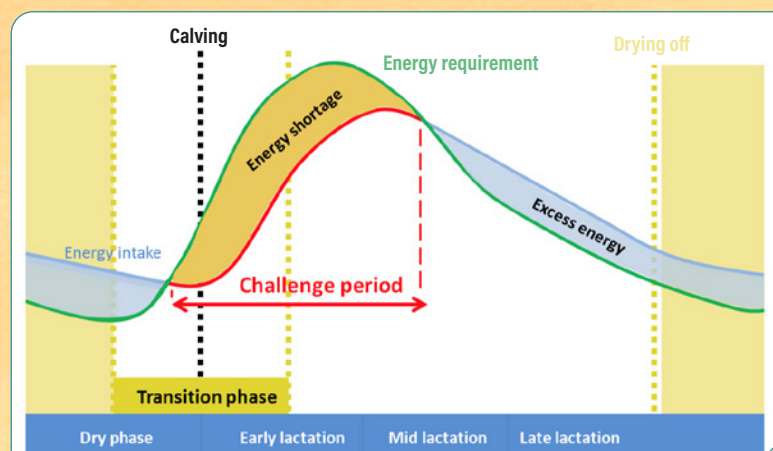 Calving
Drying off
Energy requirement
Energy shortage
Energy intake
Excess energy
Challenge period
Transition phase
Dry phase
Early lactation
Mid lactation
Late lactation